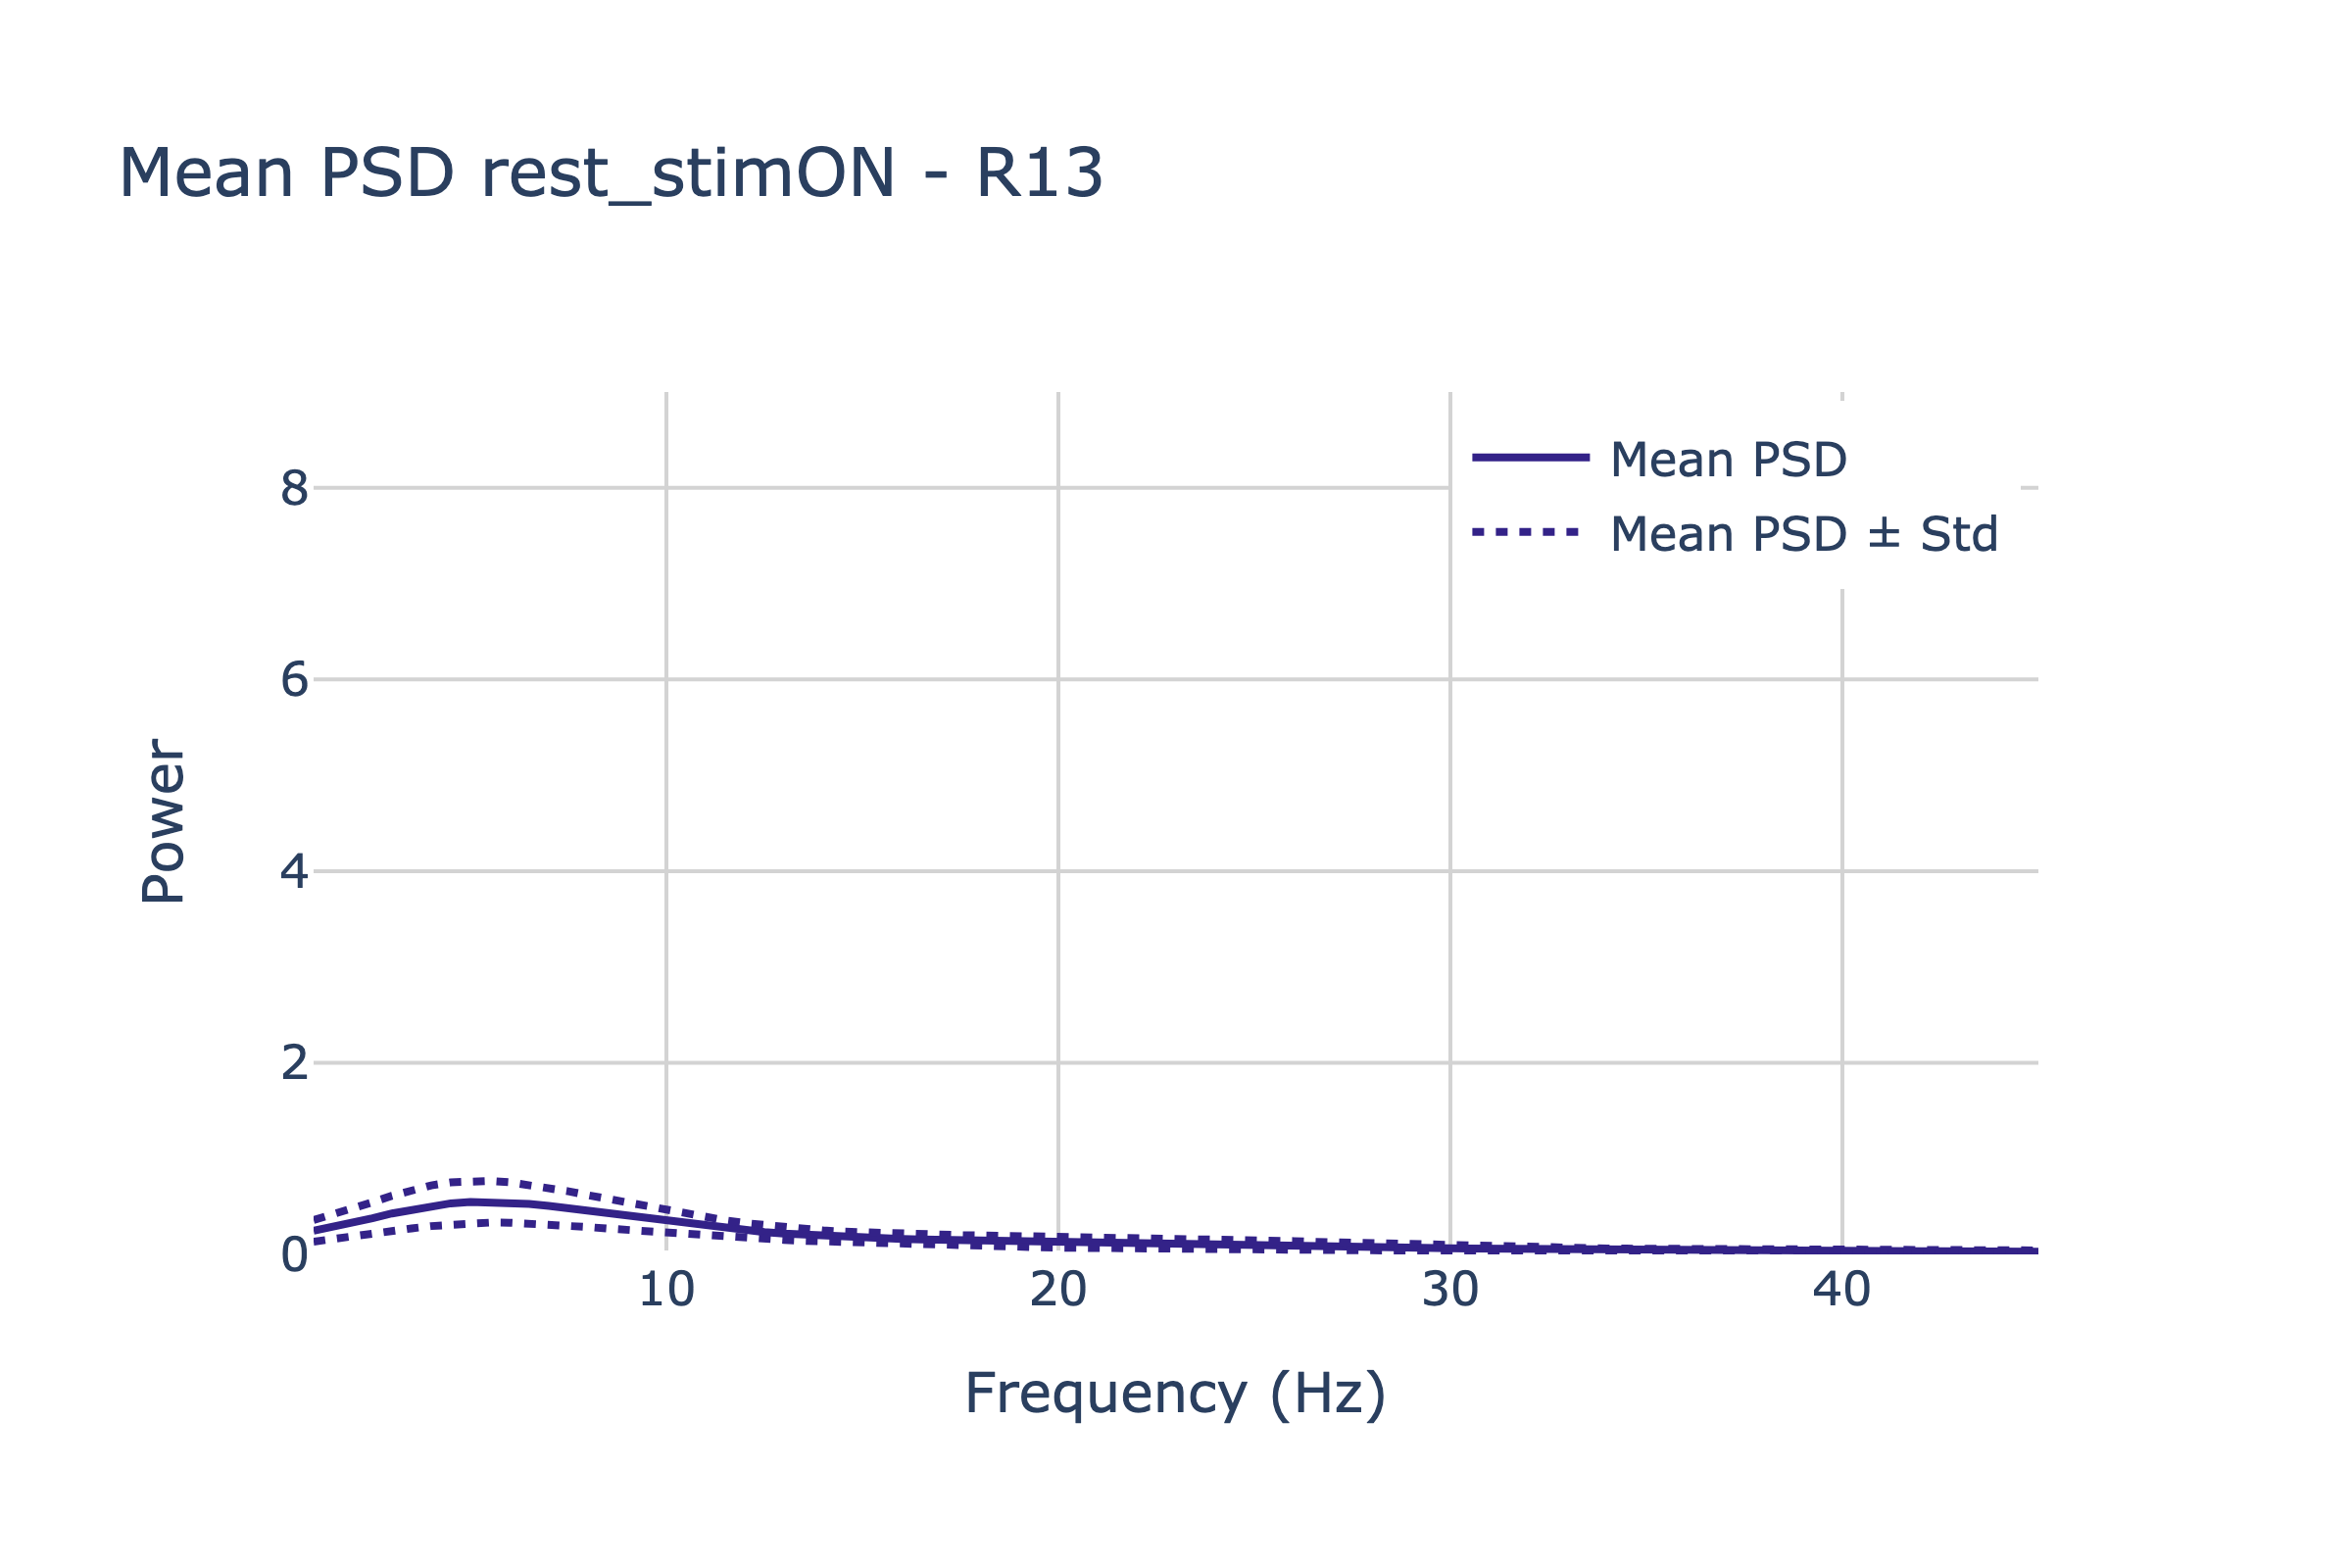 Mean PSD rest_stimON - R13
Mean PSD
Mean PSD ± Std
8
6
4
2
0
Power
10 20 30 40
Frequency (Hz)